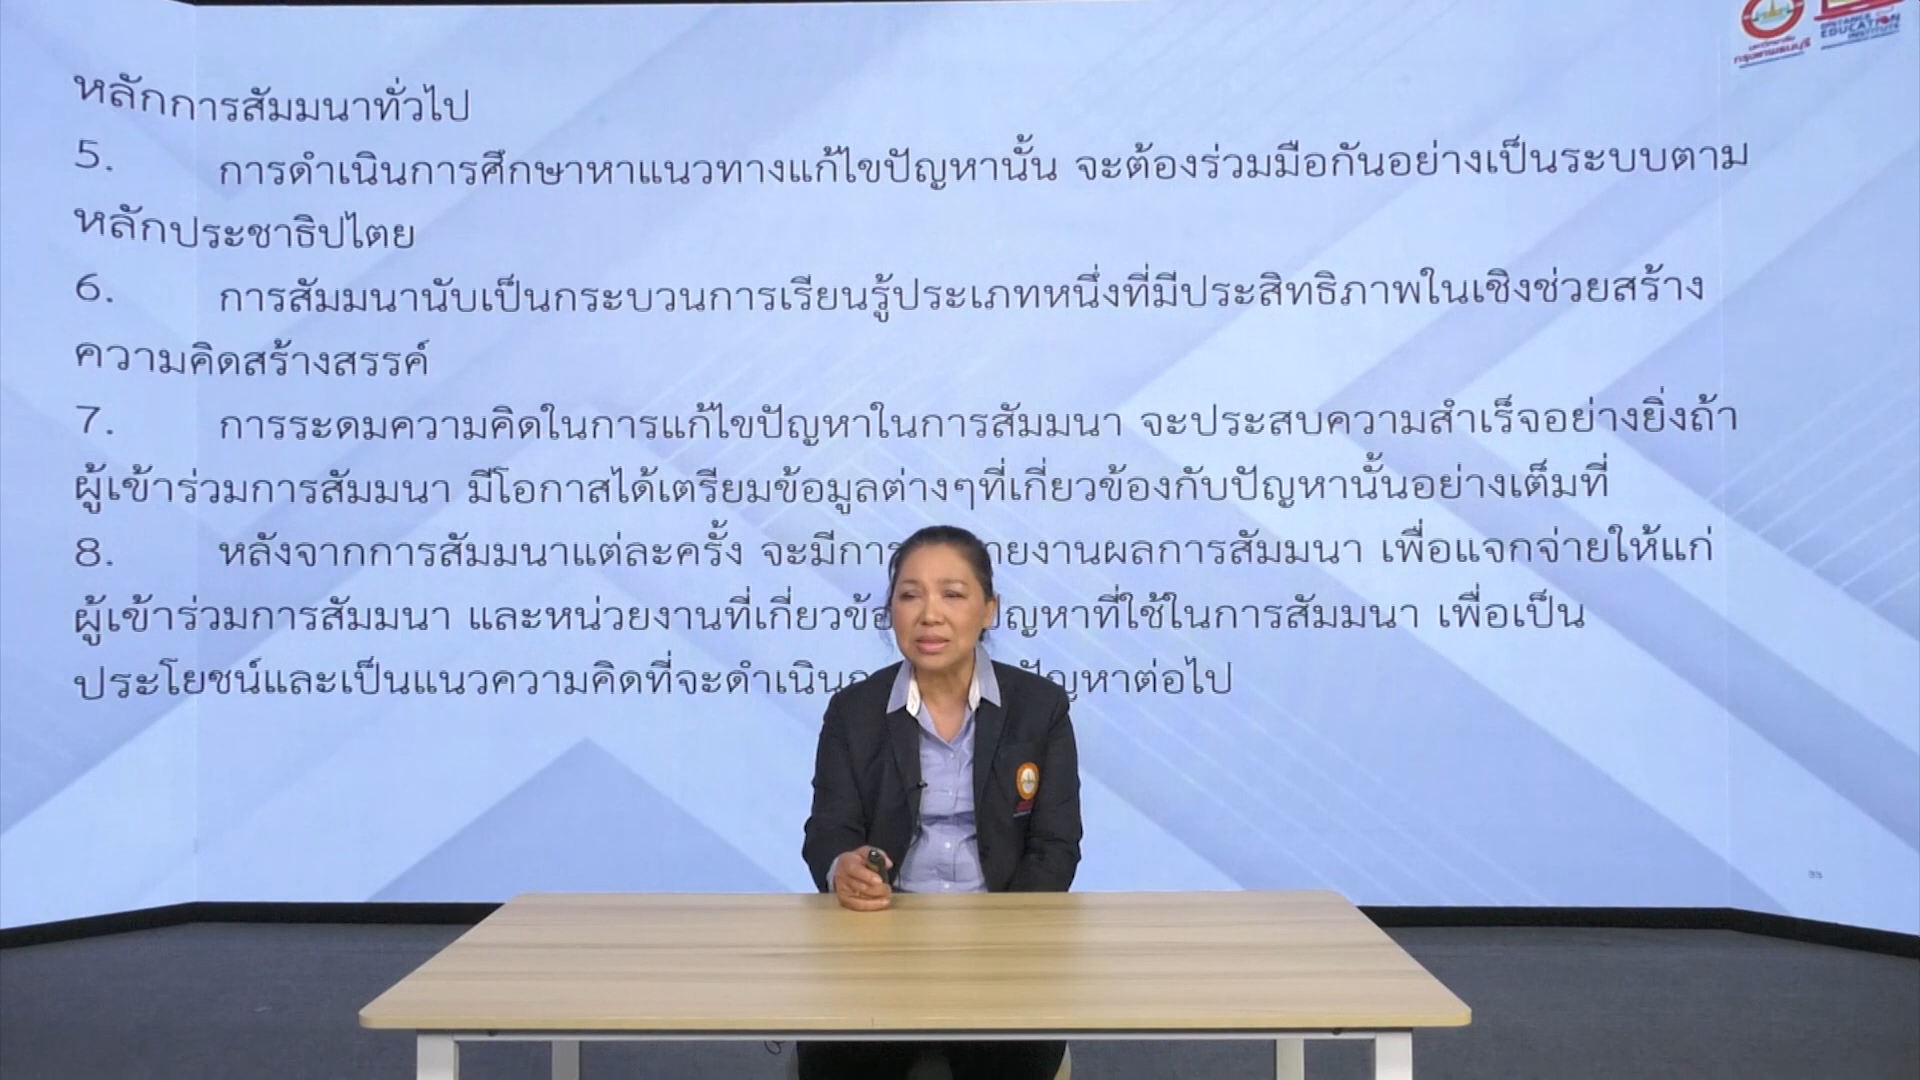 หลักการสัมมนาทั่วไป
5. การดำเนินการศึกษาหาแนวทางแก้ไขปัญหานั้น จะต้องร่วมมือกันอย่างเป็นระบบตาม
หลักประชาธิปไตย
6. การสัมมนานับเป็นกระบวนการเรียนรู้ประเภทหนึ่งที่มีประสิทธิภาพในเชิงช่วยสร้าง
ความคิดสร้างสรรค์
7. การระดมความคิดในการแก้ไขปัญหาในการสัมมนา จะประสบความสำเร็จอย่างยิ่งถ้า
ผู้เข้าร่วมการสัมมนา มีโอกาสได้เตรียมข้อมูลต่างๆที่เกี่ยวข้องกับปัญหานั้นอย่างเต็มที่
8. หลังจากการสัมมนาแต่ละครั้ง จะมีการ ายงานผลการสัมมนา เพื่อแจกจ่ายให้แก่
ผู้เข้าร่วมการสัมมนา และหน่วยงานที่เกี่ยวข้อ ัญหาที่ใช้ในการสัมมนา เพื่อเป็น
ประโยชน์และเป็นแนวความคิดที่จะดำเนิน ปัญหาต่อไป
33
EDUCATION